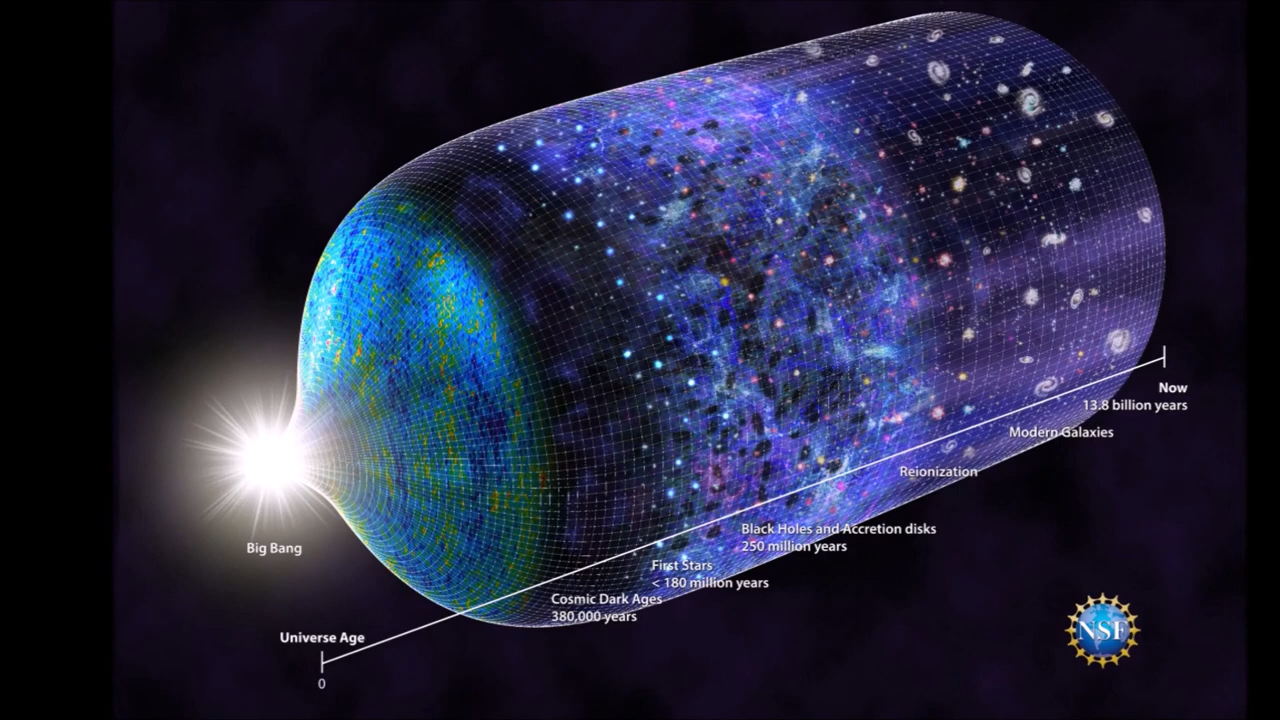 Big Bang
Universe Age
0
Cosmic Dark Ages
380,000 years
First Stars
< 180 million years
Black Holes and Accretion disks
250 million years
Reionization
Modern Galaxies
Now
13.8 billion years
NSF